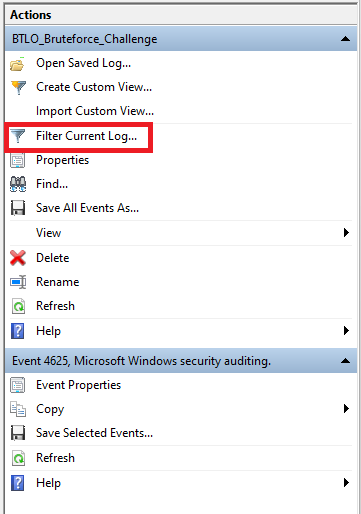 Actions
BTLO_Bruteforce_Challenge
Open Saved Log...
Create Custom View...
Import Custom View...
Filter Current Log...
Properties
Find...
Save All Events As...
View
Delete
Rename
Refresh
Help
Event 4625, Microsoft Windows security auditing.
Event Properties
Copy
Save Selected Events...
Refresh
Help